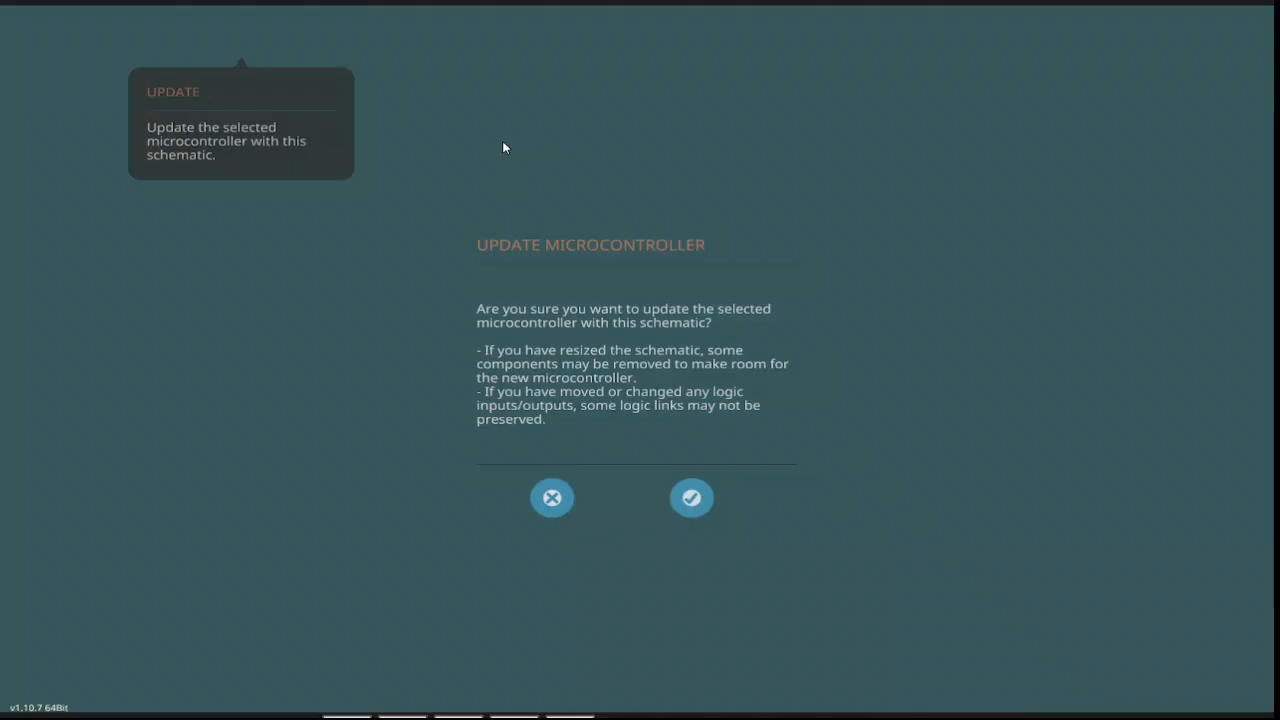 UPDATE
Update the selected
microcontroller with this
schematic.
UPDATE MICROCONTROLLER
Are you sure you want to update the selected
microcontroller with this schematic?
- If you have resized the schematic, some
components may be removed to make room for
the new microcontroller.
- If you have moved or changed any logic
inputs/outputs, some logic links may not be
preserved.
v1.10.7 64Bit